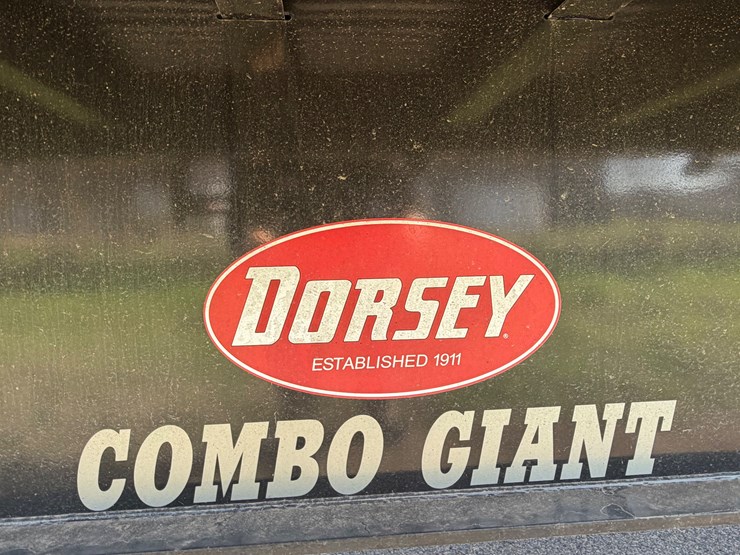 DORSEY
ESTABLISHED 1911
COMBO GIANT